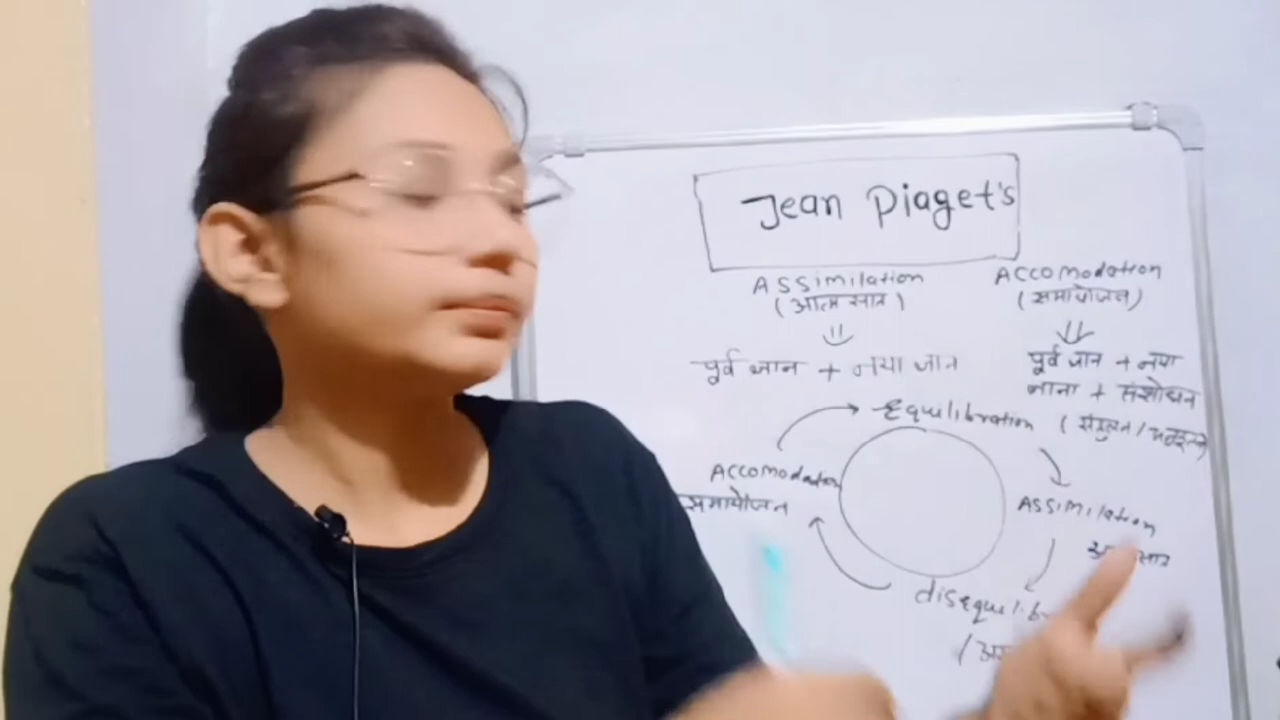 Jean Piaget's
Assimilation
(आत्मसात)
पूर्व ज्ञान + नया ज्ञान
Accomodation
(समायोजन)
पूर्व ज्ञान + नया
+ संशोधन
Equilibration
Assimilation
Accomodation
समायोजन